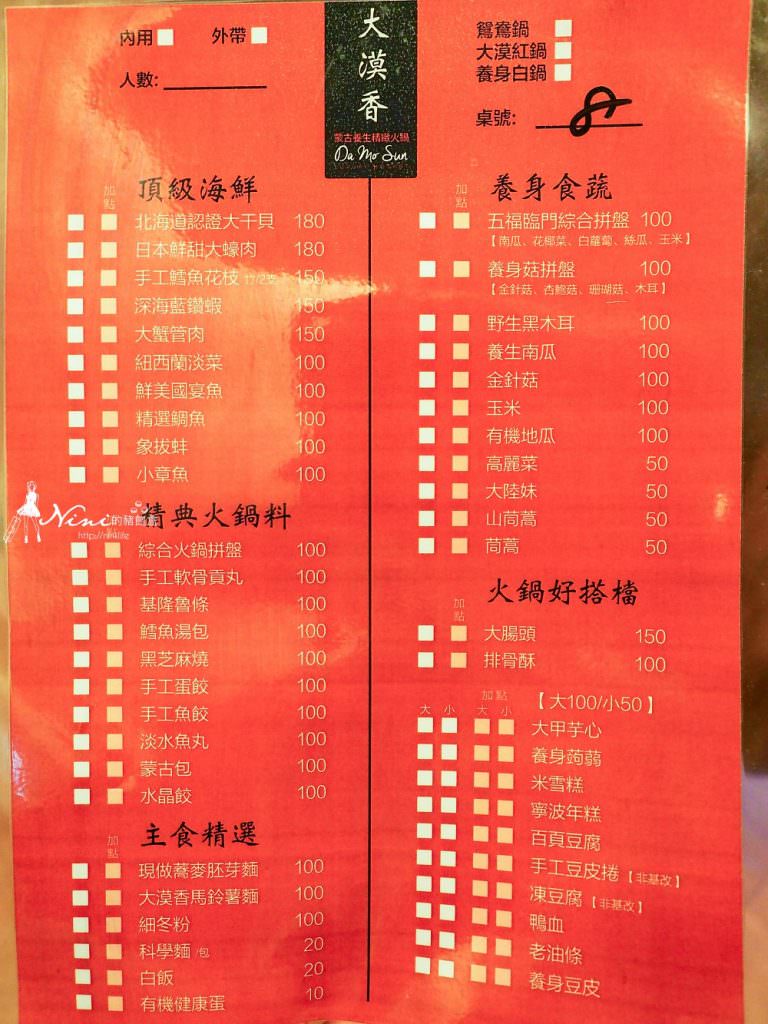 內用
外帶
人數:
大漠香
蒙古養生精緻火鍋
Da Mo Sun
鴛鴦鍋
大漠紅鍋
養身白鍋
桌號:
頂級海鮮
加點
北海道認證大干貝 180
日本鮮甜大蠔肉 180
手工鱈魚花枝 竹/2支 150
深海藍鑽蝦 150
大蟹管肉 150
紐西蘭淡菜 100
鮮美國宴魚 100
精選鯛魚 100
象拔蚌 100
小章魚 100
Nini的豬飽旅
精典火鍋料
綜合火鍋拼盤 100
手工軟骨貢丸 100
基隆魯條 100
鱈魚湯包 100
黑芝麻燒 100
手工蛋餃 100
手工魚餃 100
淡水魚丸 100
蒙古包 100
水晶餃 100
主食精選
加點
現做蕎麥胚芽麵 100
大漠香馬鈴薯麵 100
細冬粉 100
科學麵 /包 20
白飯 20
有機健康蛋 10
養身食蔬
加點
五福臨門綜合拼盤 100
【南瓜、花椰菜、白蘿蔔、絲瓜、玉米】
養身菇拼盤 100
【金針菇、杏鮑菇、珊瑚菇、木耳】
野生黑木耳 100
養生南瓜 100
金針菇 100
玉米 100
有機地瓜 100
高麗菜 50
大陸妹 50
山茼蒿 50
茼蒿 50
火鍋好搭檔
加點
大腸頭 150
排骨酥 100
加點
【大100/小50】
大 小 大 小
大甲芋心
養身蒟蒻
米雪糕
寧波年糕
百頁豆腐
手工豆皮捲【非基改】
凍豆腐【非基改】
鴨血
老油條
養身豆皮